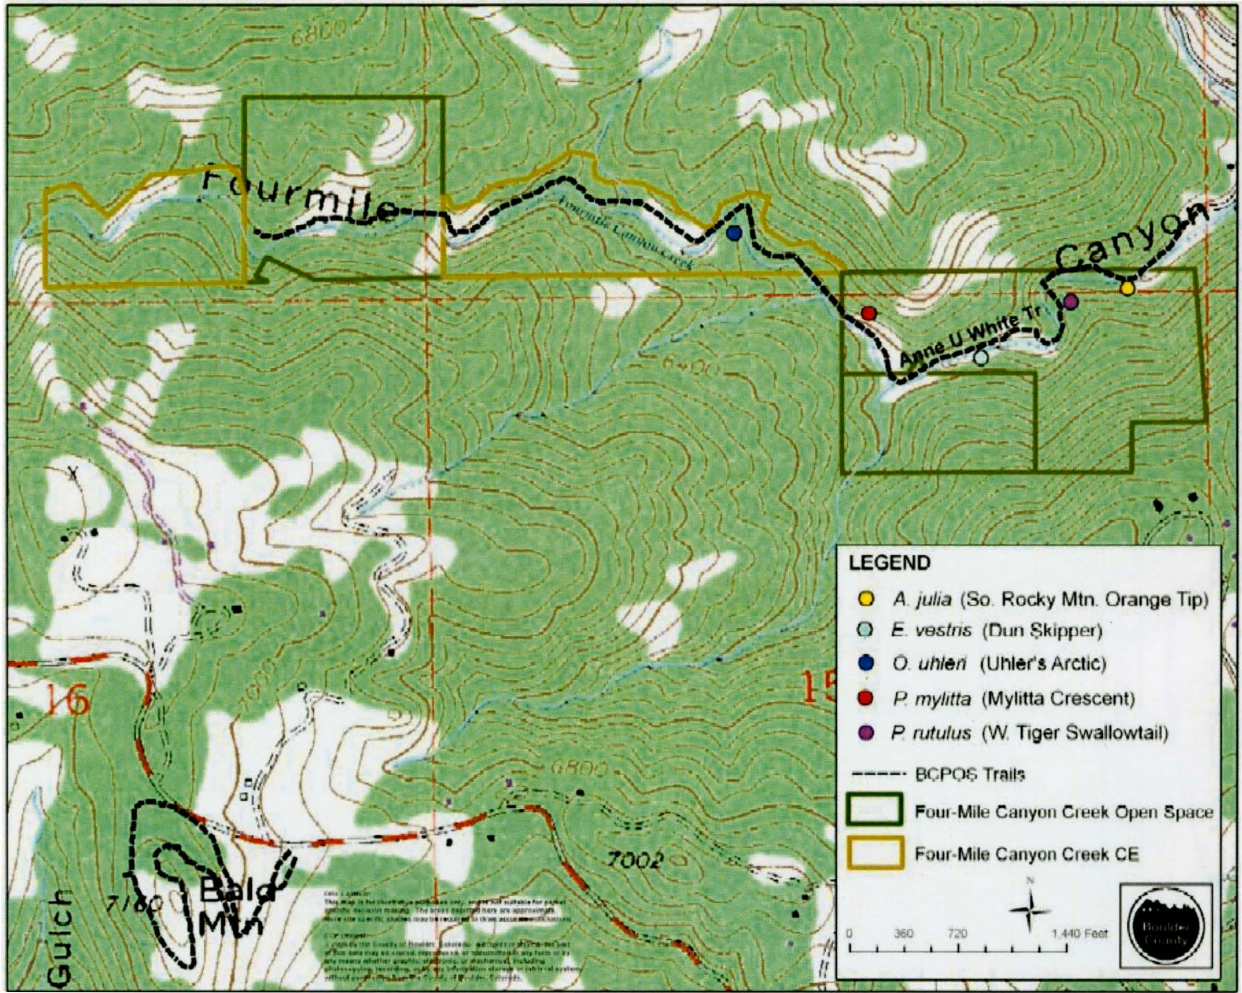 6800
Fourmile
Canyon
Fourmile Canyon Creek
Anne U White Tr
6400
X
LEGEND
A. julia (So. Rocky Mtn. Orange Tip)
E. vestris (Dun Skipper)
O. uhleri (Uhler's Arctic)
P. mylitta (Mylitta Crescent)
P. rutulus (W. Tiger Swallowtail)
BCPOS Trails
Four-Mile Canyon Creek Open Space
Four-Mile Canyon Creek CE
N
0 360 720 1,440 Feet
Boulder
County
16
15
6800
7002
7160
Bald
Mtn
Gulch